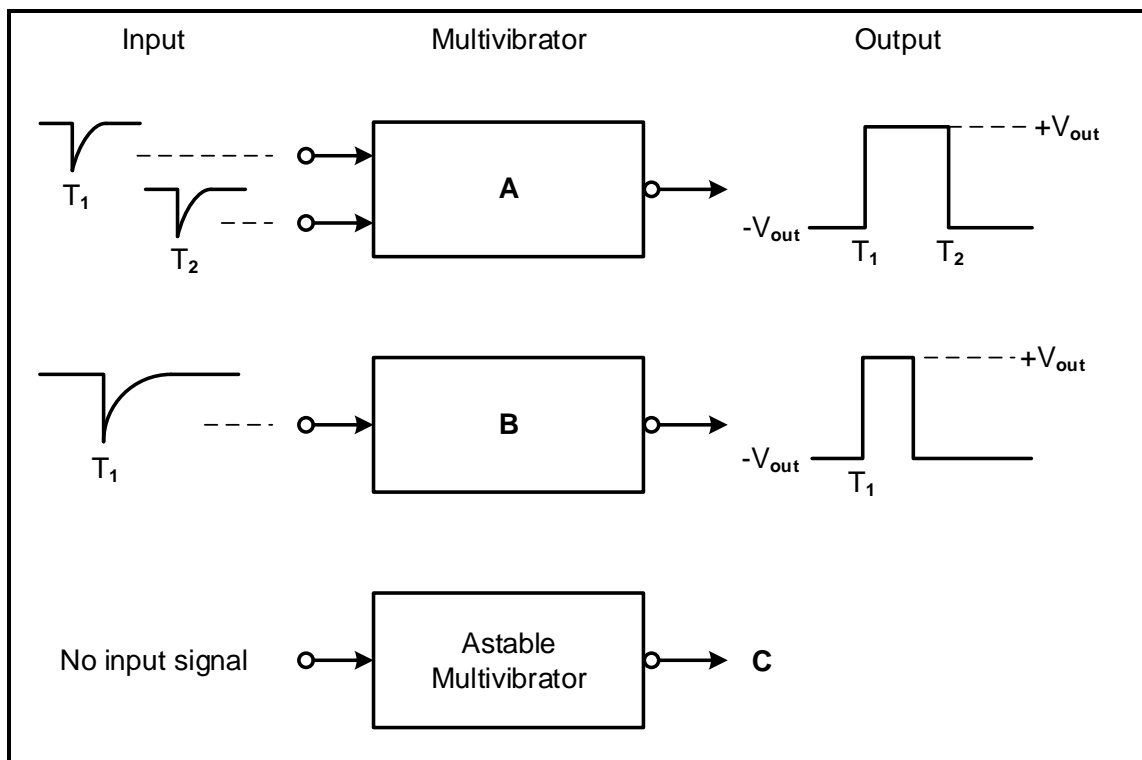 Input
Multivibrator
Output
T1
T2
A
+Vout
-Vout
T1
T2
T1
B
+Vout
-Vout
T1
No input signal
Astable
Multivibrator
C